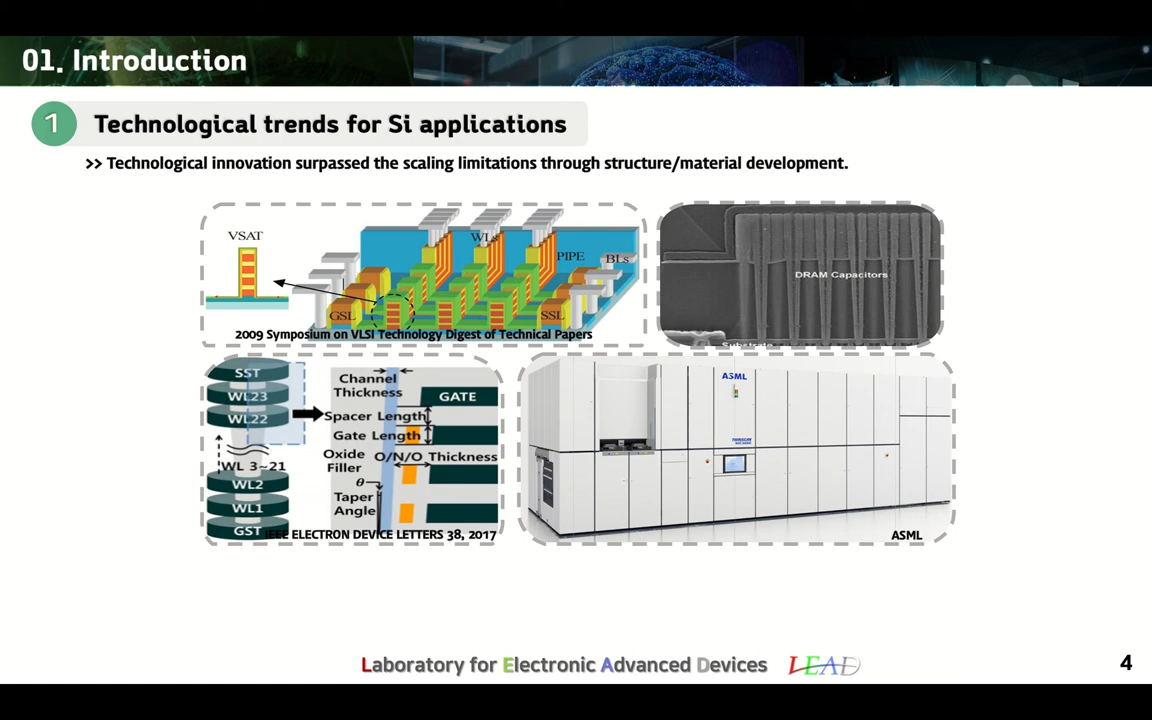 01. Introduction
1
Technological trends for Si applications
>> Technological innovation surpassed the scaling limitations through structure/material development.
VSAT
WLs
PIPE
BLs
GSL
SSL
2009 Symposium on VLSI Technology Digest of Technical Papers
DRAM Capacitors
Substrate
SST
WL23
WL22
WL 3~21
WL2
WL1
GST
Channel
Thickness
GATE
Spacer Length
Gate Length
Oxide
Filler
O/N/O Thickness
θ
Taper
Angle
IEEE ELECTRON DEVICE LETTERS 38, 2017
ASML
ASML
Laboratory for Electronic Advanced Devices
LEAD
4